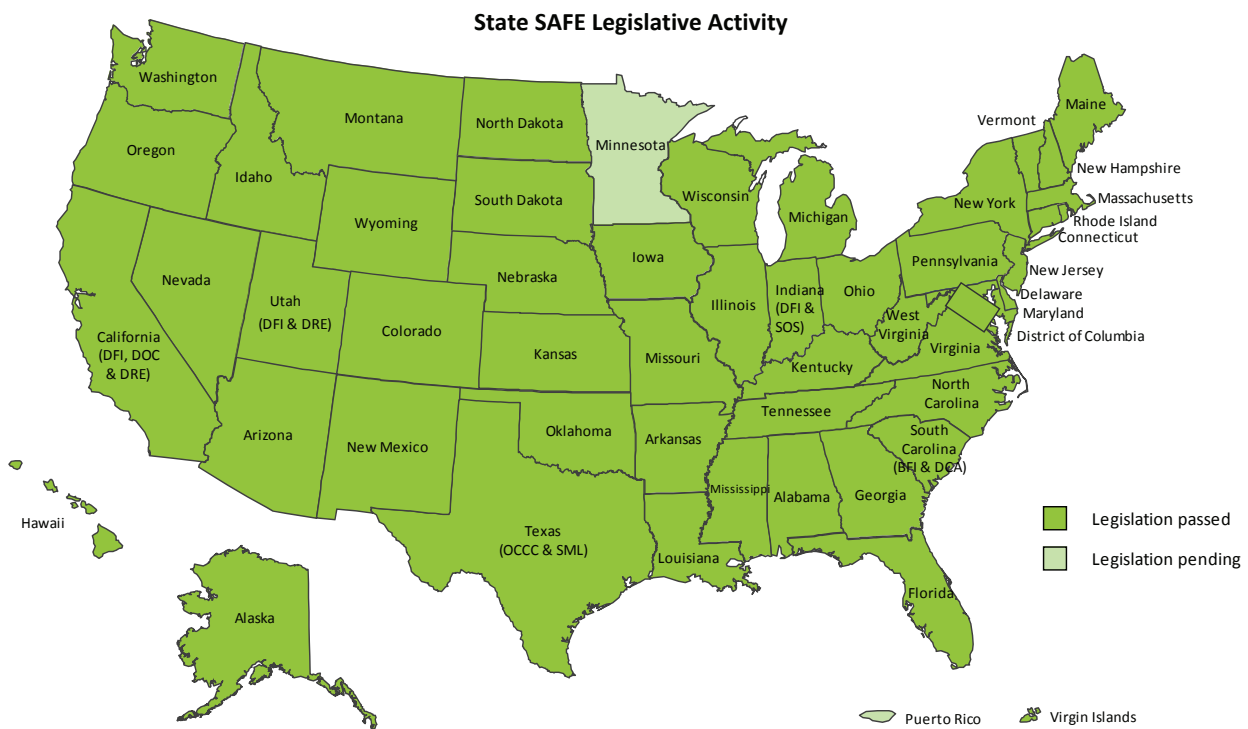 State SAFE Legislative Activity
Washington
Montana
North Dakota
Minnesota
Maine
Vermont
Oregon
Idaho
New Hampshire
South Dakota
Wisconsin
Massachusetts
New York
Michigan
Wyoming
Rhode Island
Connecticut
Iowa
Pennsylvania
New Jersey
Nebraska
Nevada
Illinois
Indiana
(DFI &
SOS)
Ohio
Delaware
Maryland
Utah
(DFI & DRE)
West
Virginia
Colorado
District of Columbia
California
(DFI, DOC
& DRE)
Kansas
Missouri
Virginia
Kentucky
North
Carolina
Tennessee
Arizona
New Mexico
Oklahoma
Arkansas
South
Carolina
(BFI & DCA)
Mississippi
Alabama
Georgia
Hawaii
Texas
(OCCC & SML)
Louisiana
Legislation passed
Legislation pending
Florida
Alaska
Puerto Rico
Virgin Islands